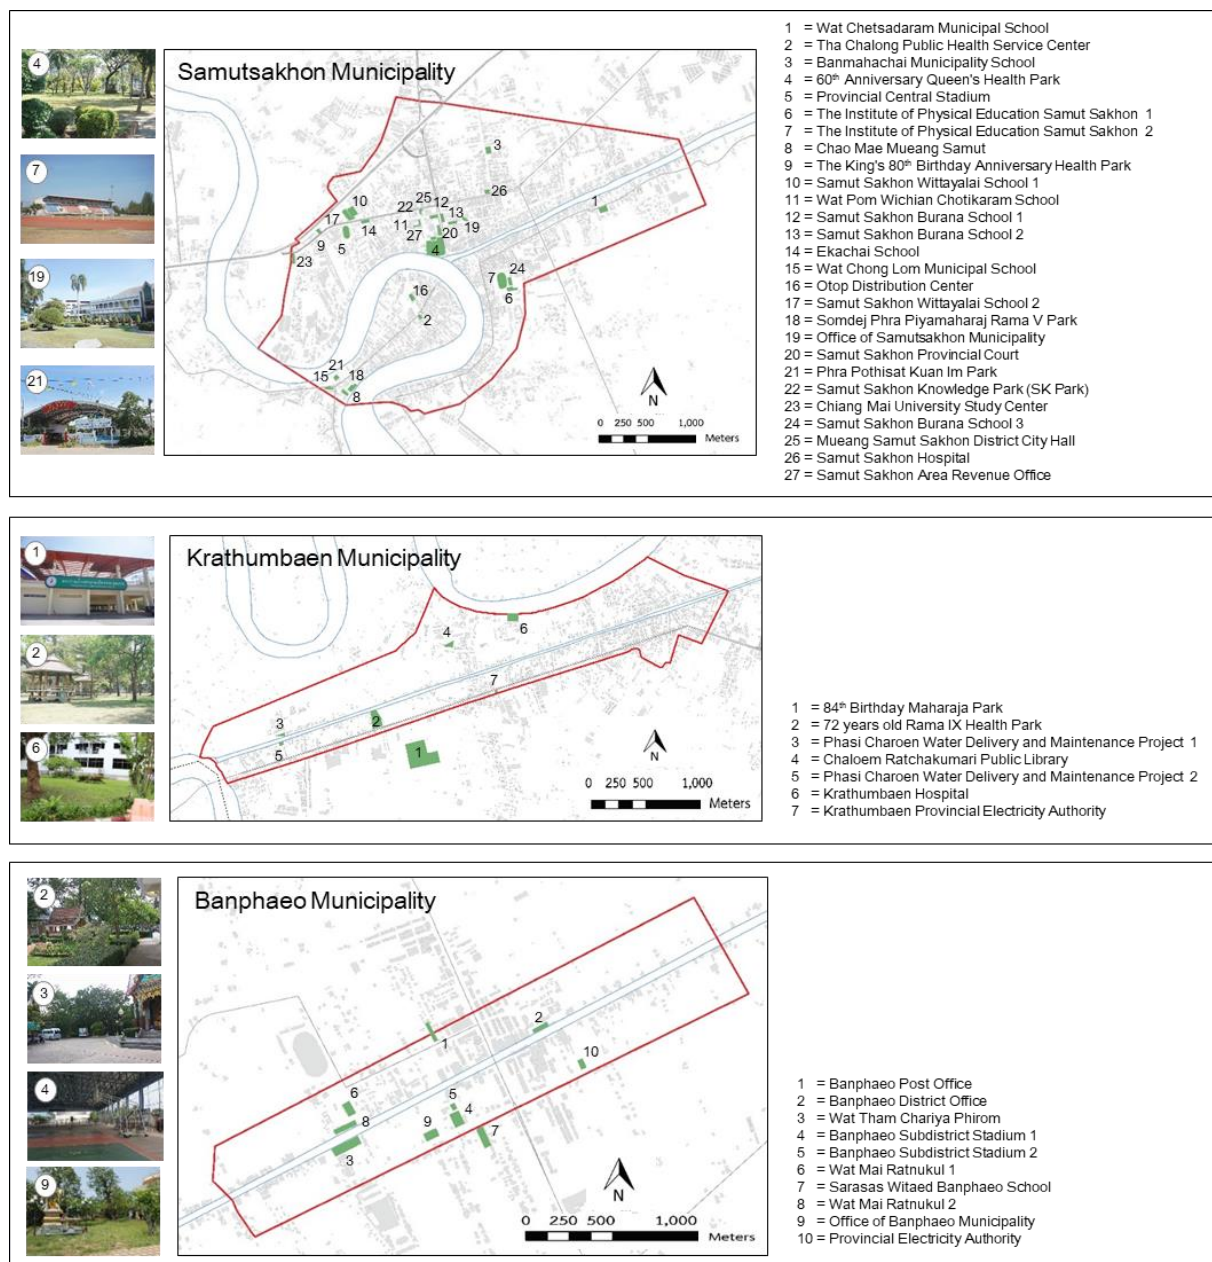 Samutsakhon Municipality
4
7
19
21
3
26
1
25
22
12
10
17
14
11
13
19
9
5
27
20
4
23
7
24
6
16
2
21
15
18
8
N
0 250 500 1,000
Meters
1 = Wat Chetsadaram Municipal School
2 = Tha Chalong Public Health Service Center
3 = Banmahachai Municipality School
4 = 60th Anniversary Queen's Health Park
5 = Provincial Central Stadium
6 = The Institute of Physical Education Samut Sakhon 1
7 = The Institute of Physical Education Samut Sakhon 2
8 = Chao Mae Mueang Samut
9 = The King's 80th Birthday Anniversary Health Park
10 = Samut Sakhon Wittayalai School 1
11 = Wat Pom Wichian Chotikaram School
12 = Samut Sakhon Burana School 1
13 = Samut Sakhon Burana School 2
14 = Ekachai School
15 = Wat Chong Lom Municipal School
16 = Otop Distribution Center
17 = Samut Sakhon Wittayalai School 2
18 = Somdej Phra Piyamaharaj Rama V Park
19 = Office of Samutsakhon Municipality
20 = Samut Sakhon Provincial Court
21 = Phra Pothisat Kuan Im Park
22 = Samut Sakhon Knowledge Park (SK Park)
23 = Chiang Mai University Study Center
24 = Samut Sakhon Burana School 3
25 = Mueang Samut Sakhon District City Hall
26 = Samut Sakhon Hospital
27 = Samut Sakhon Area Revenue Office
Krathumbaen Municipality
1
2
6
4
6
7
3
2
5
1
N
0 250 500 1,000
Meters
1 = 84th Birthday Maharaja Park
2 = 72 years old Rama IX Health Park
3 = Phasi Charoen Water Delivery and Maintenance Project 1
4 = Chaloem Ratchakumari Public Library
5 = Phasi Charoen Water Delivery and Maintenance Project 2
6 = Krathumbaen Hospital
7 = Krathumbaen Provincial Electricity Authority
Banphaeo Municipality
2
3
4
9
2
1
10
6
5
4
8
9
7
3
N
0 250 500 1,000
Meters
1 = Banphaeo Post Office
2 = Banphaeo District Office
3 = Wat Tham Chariya Phirom
4 = Banphaeo Subdistrict Stadium 1
5 = Banphaeo Subdistrict Stadium 2
6 = Wat Mai Ratnukul 1
7 = Sarasas Witaed Banphaeo School
8 = Wat Mai Ratnukul 2
9 = Office of Banphaeo Municipality
10 = Provincial Electricity Authority